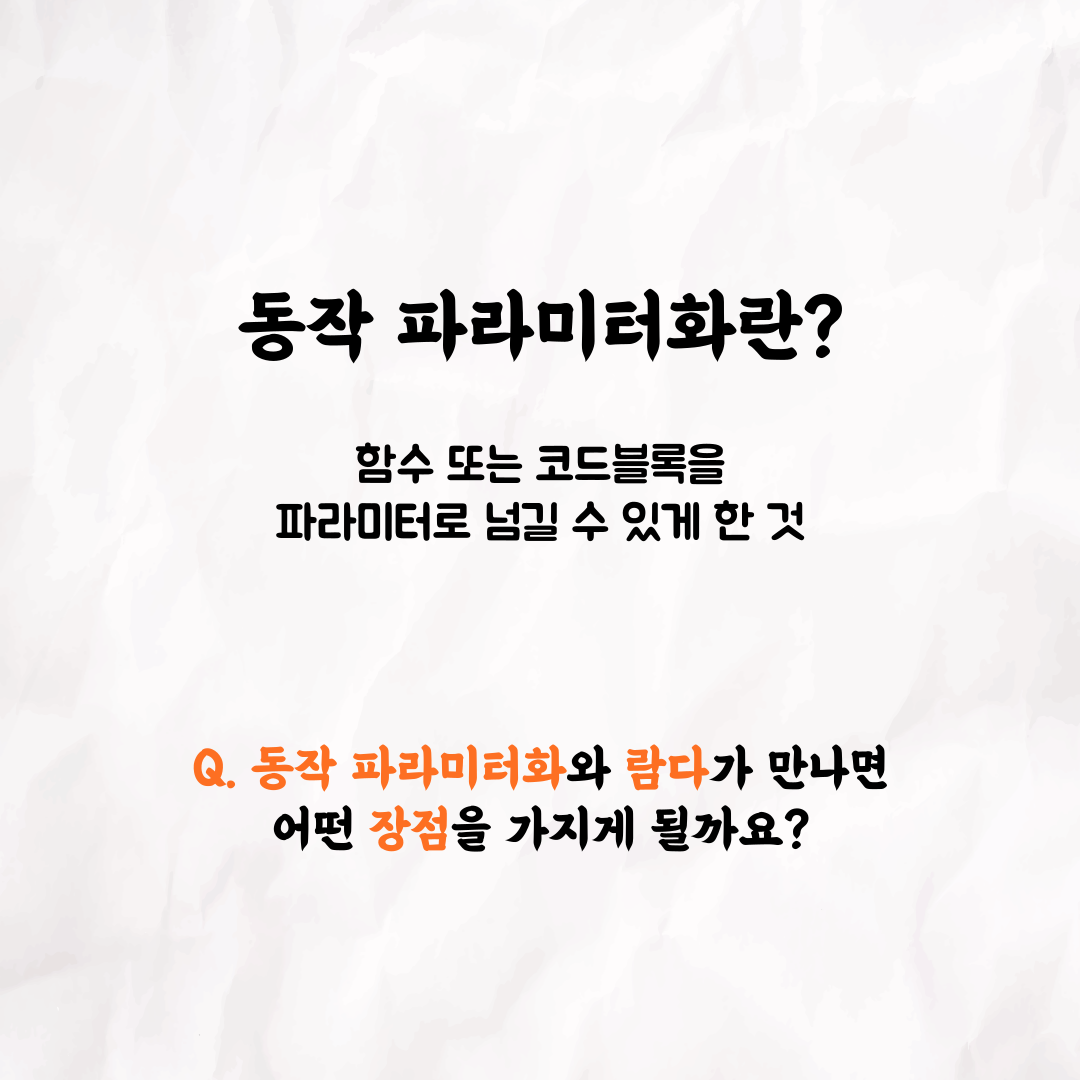 동작 파라미터화란?
함수 또는 코드블록을
파라미터로 넘길 수 있게 한 것
Q. 동작 파라미터화와 람다가 만나면
어떤 장점을 가지게 될까요?